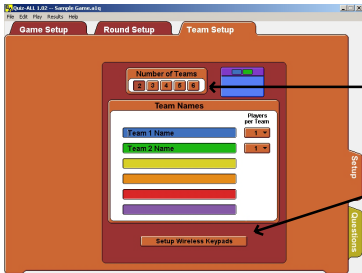 Quiz-ALL 1.02 -- Sample Game.alq
File Edit Play Results Help
Game Setup
Round Setup
Team Setup
Number of Teams
2 3 4 5 6
Team Names
Players
per Team
Team 1 Name
1
Team 2 Name
1
Setup Wireless Keypads
Setup
Questions